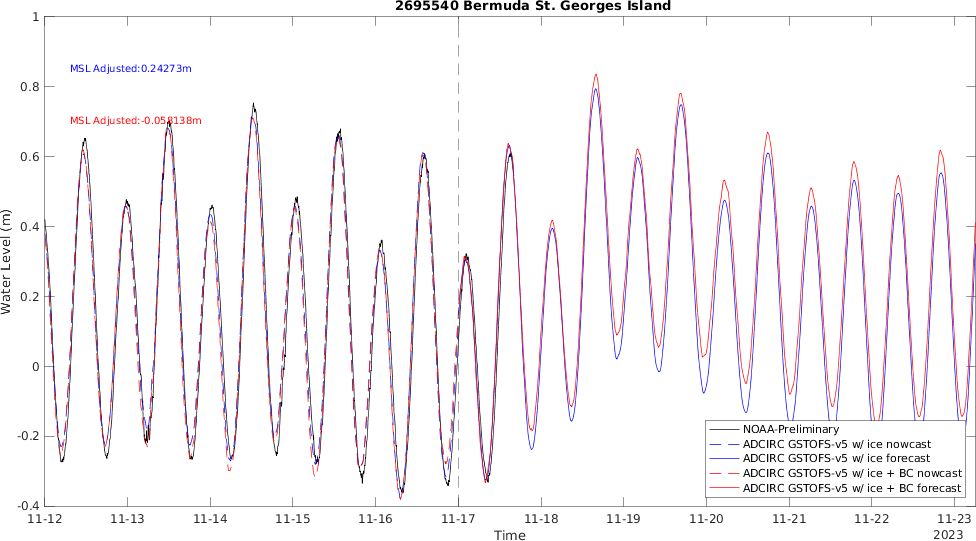 2695540 Bermuda St. Georges Island
1
0.8
0.6
0.4
0.2
0
-0.2
-0.4
Water Level (m)
MSL Adjusted:0.24273m
MSL Adjusted:-0.058138m
NOAA-Preliminary
ADCIRC GSTOFS-v5 w/ ice nowcast
ADCIRC GSTOFS-v5 w/ ice forecast
ADCIRC GSTOFS-v5 w/ ice + BC nowcast
ADCIRC GSTOFS-v5 w/ ice + BC forecast
11-12 11-13 11-14 11-15 11-16 11-17 11-18 11-19 11-20 11-21 11-22 11-23
Time
2023